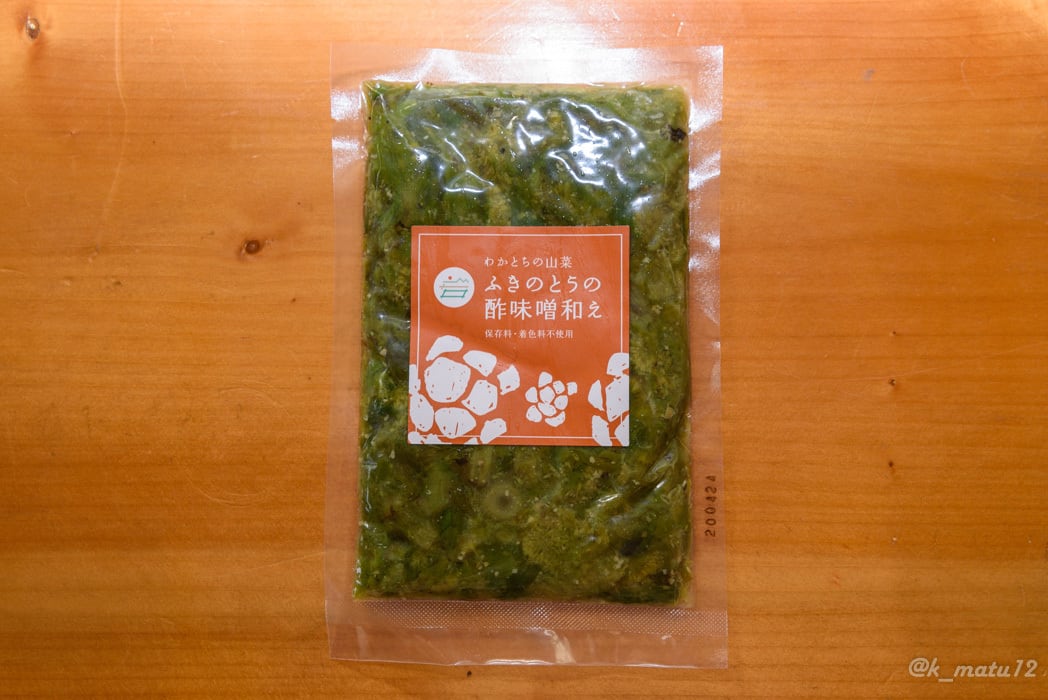 わかとちの山菜
ふきのとうの
酢味噌和え
保存料・着色料不使用
200424
@k_matu12